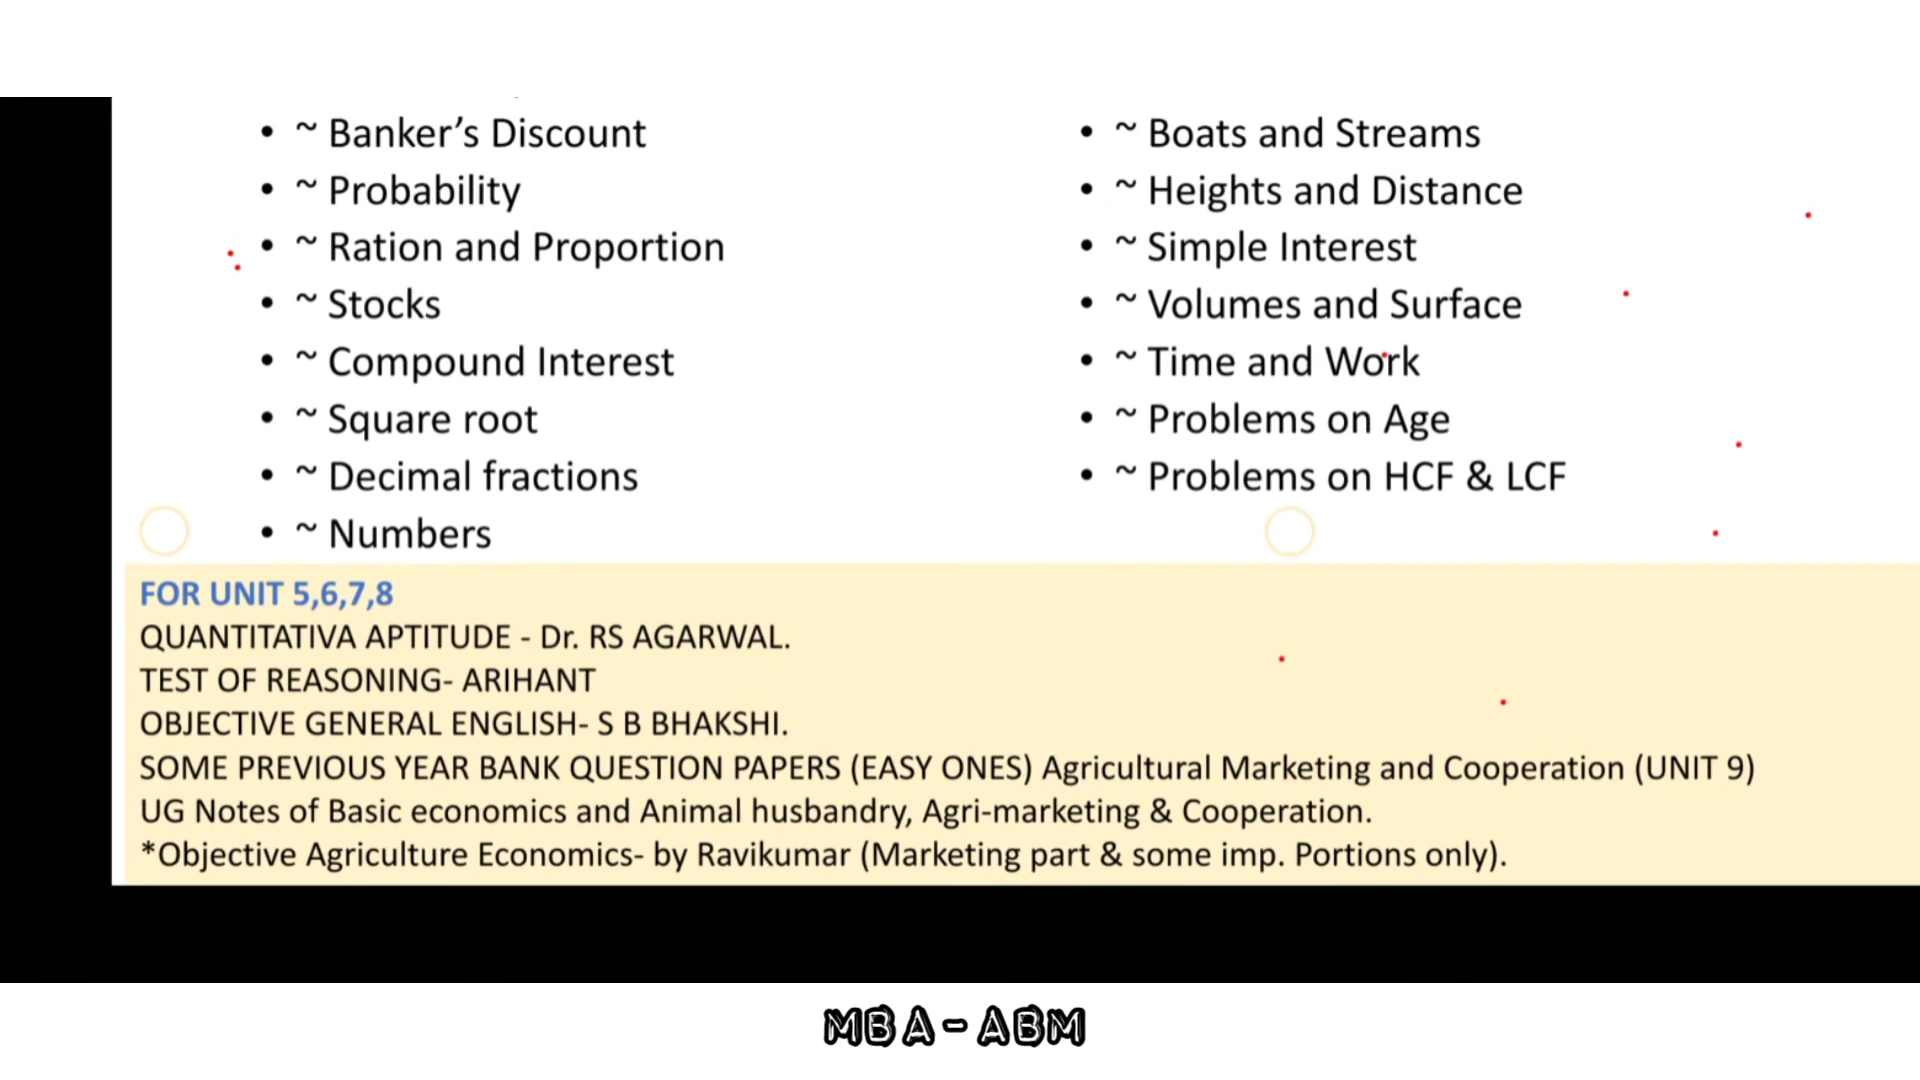 • ~ Banker’s Discount
• ~ Probability
• ~ Ration and Proportion
• ~ Stocks
• ~ Compound Interest
• ~ Square root
• ~ Decimal fractions
• ~ Numbers
• ~ Boats and Streams
• ~ Heights and Distance
• ~ Simple Interest
• ~ Volumes and Surface
• ~ Time and Work
• ~ Problems on Age
• ~ Problems on HCF & LCF
FOR UNIT 5,6,7,8
QUANTITATIVA APTITUDE - Dr. RS AGARWAL.
TEST OF REASONING- ARIHANT
OBJECTIVE GENERAL ENGLISH- S B BHAKSHI.
SOME PREVIOUS YEAR BANK QUESTION PAPERS (EASY ONES) Agricultural Marketing and Cooperation (UNIT 9)
UG Notes of Basic economics and Animal husbandry, Agri-marketing & Cooperation.
*Objective Agriculture Economics- by Ravikumar (Marketing part & some imp. Portions only).
MBA-ABM